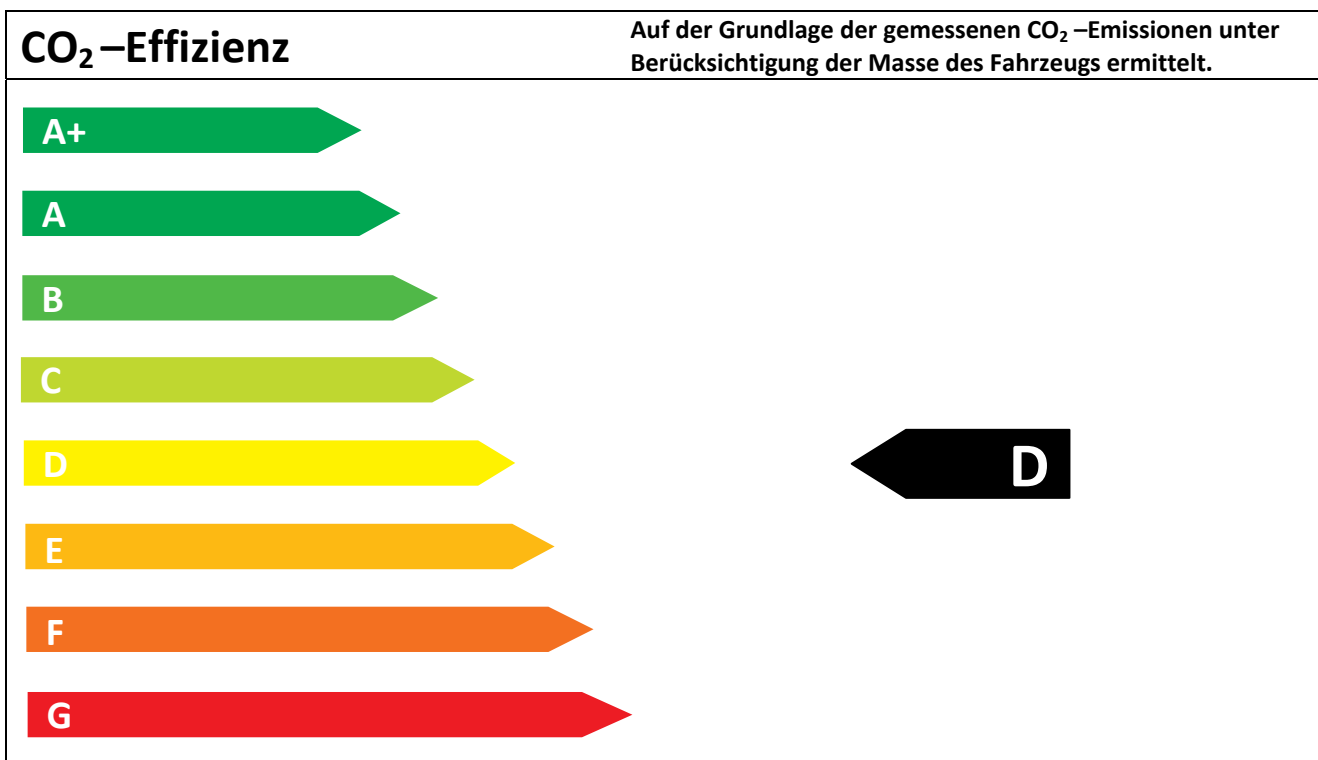 CO₂ –Effizienz
Auf der Grundlage der gemessenen CO₂ –Emissionen unter
Berücksichtigung der Masse des Fahrzeugs ermittelt.
A+
A
B
C
D
D
E
F
G